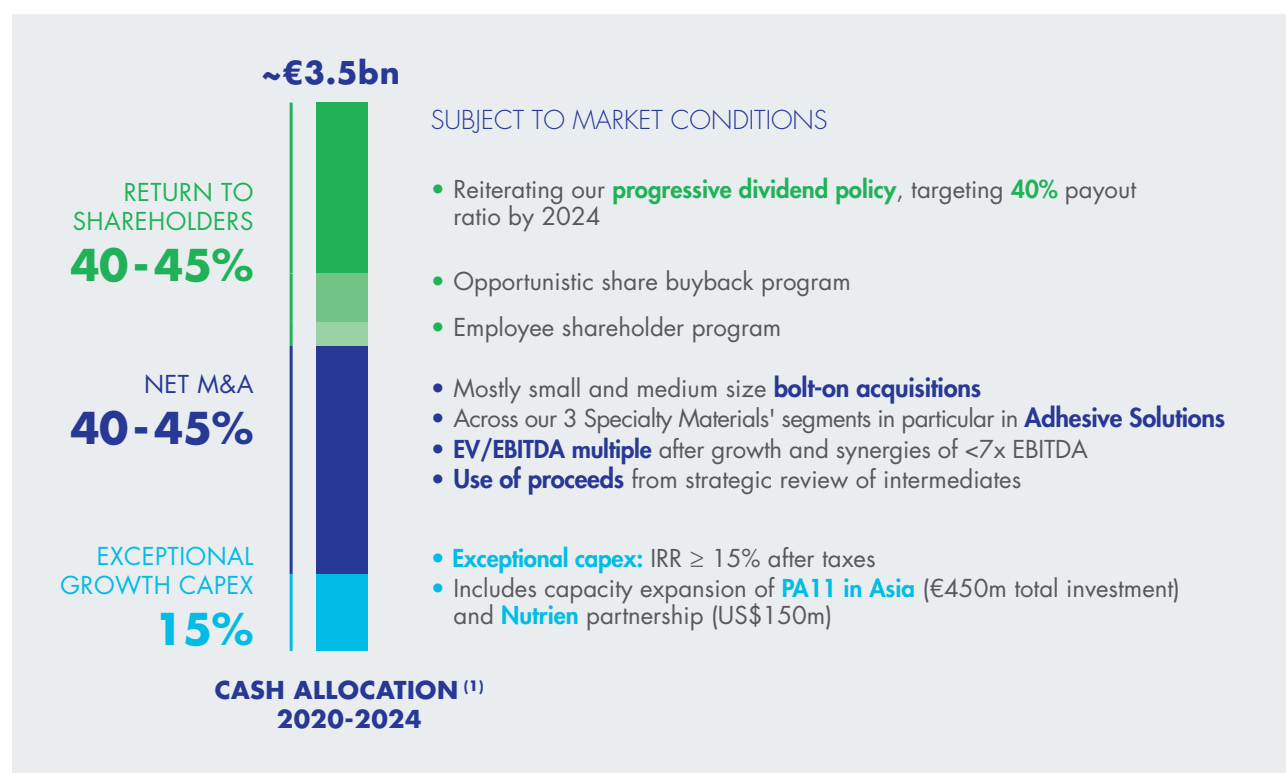 ~€3.5bn
SUBJECT TO MARKET CONDITIONS
RETURN TO
SHAREHOLDERS
40-45%
• Reiterating our progressive dividend policy, targeting 40% payout
ratio by 2024
• Opportunistic share buyback program
• Employee shareholder program
NET M&A
40-45%
• Mostly small and medium size bolt-on acquisitions
• Across our 3 Specialty Materials' segments in particular in Adhesive Solutions
• EV/EBITDA multiple after growth and synergies of <7x EBITDA
• Use of proceeds from strategic review of intermediates
EXCEPTIONAL
GROWTH CAPEX
15%
• Exceptional capex: IRR ≥ 15% after taxes
• Includes capacity expansion of PA11 in Asia (€450m total investment)
and Nutrien partnership (US$150m)
CASH ALLOCATION (1)
2020-2024